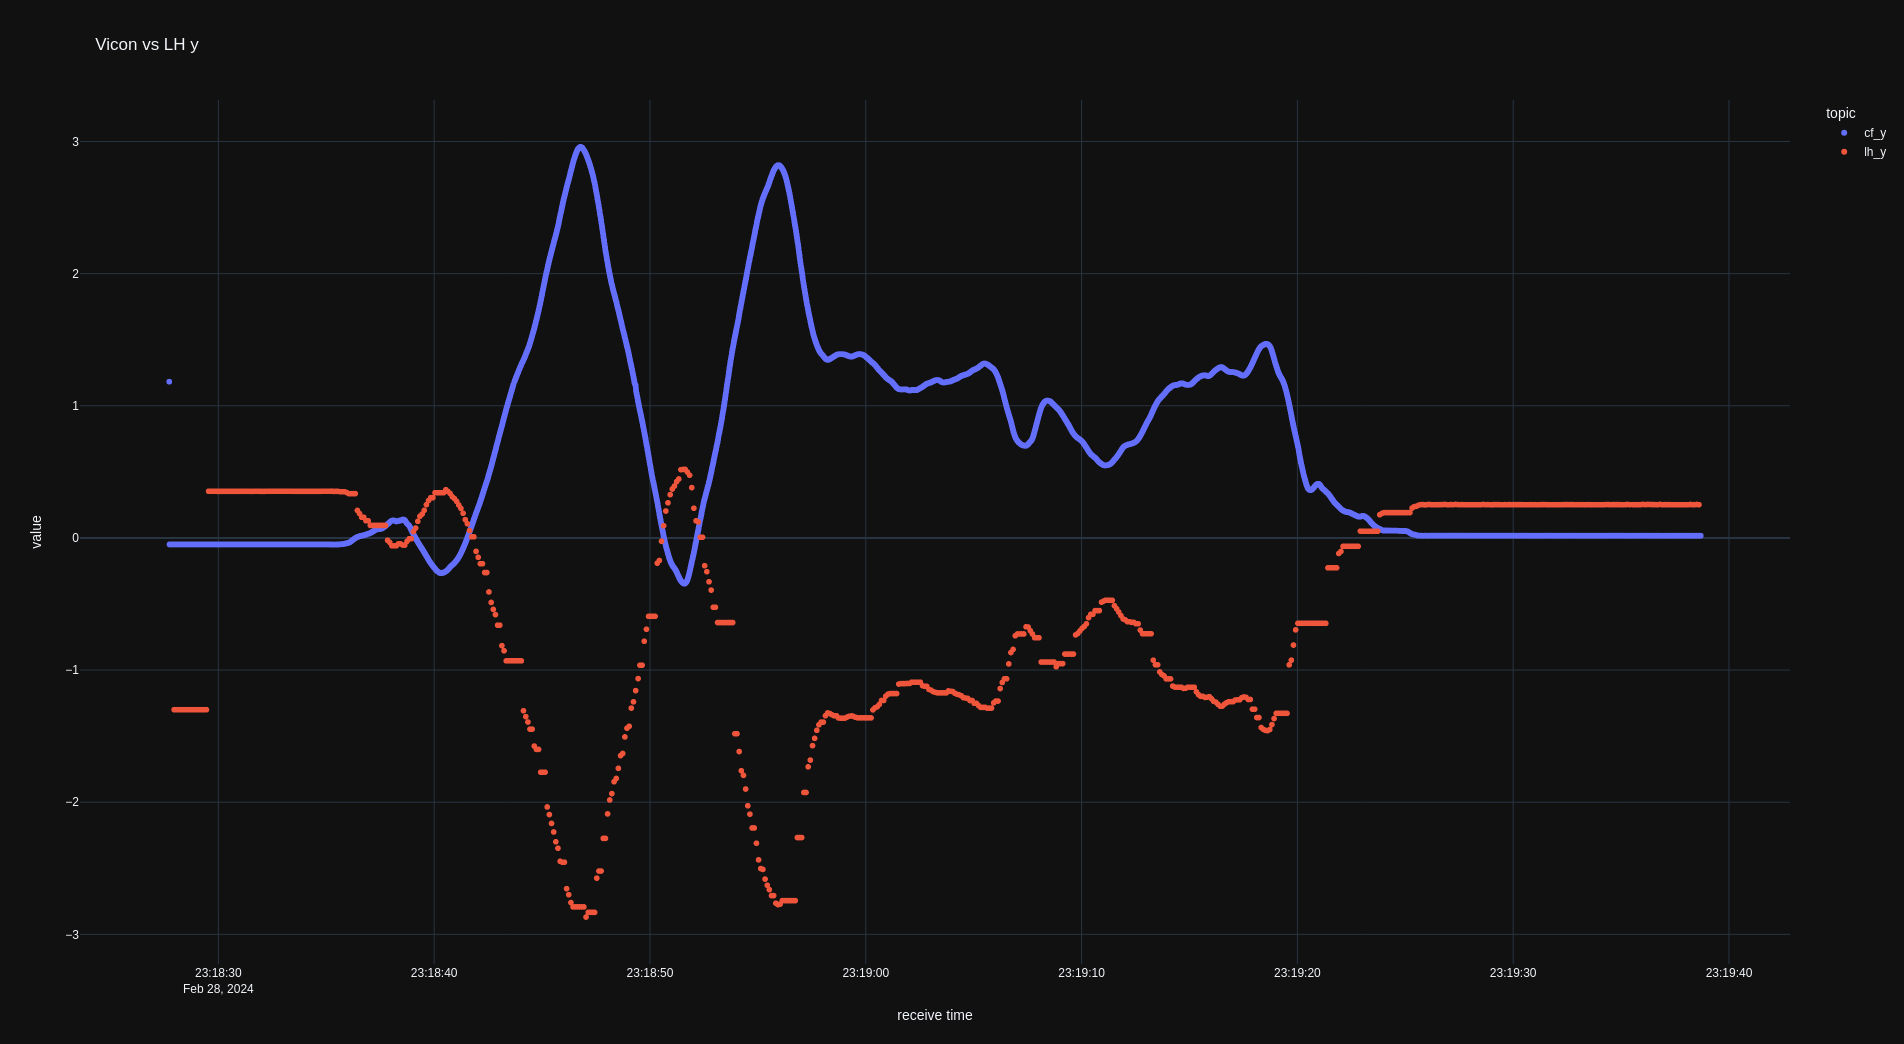 Vicon vs LH y
topic
cf_y
lh_y
value
3
2
1
0
−1
−2
−3
23:18:30
Feb 28, 2024
23:18:40
23:18:50
23:19:00
23:19:10
23:19:20
23:19:30
23:19:40
receive time